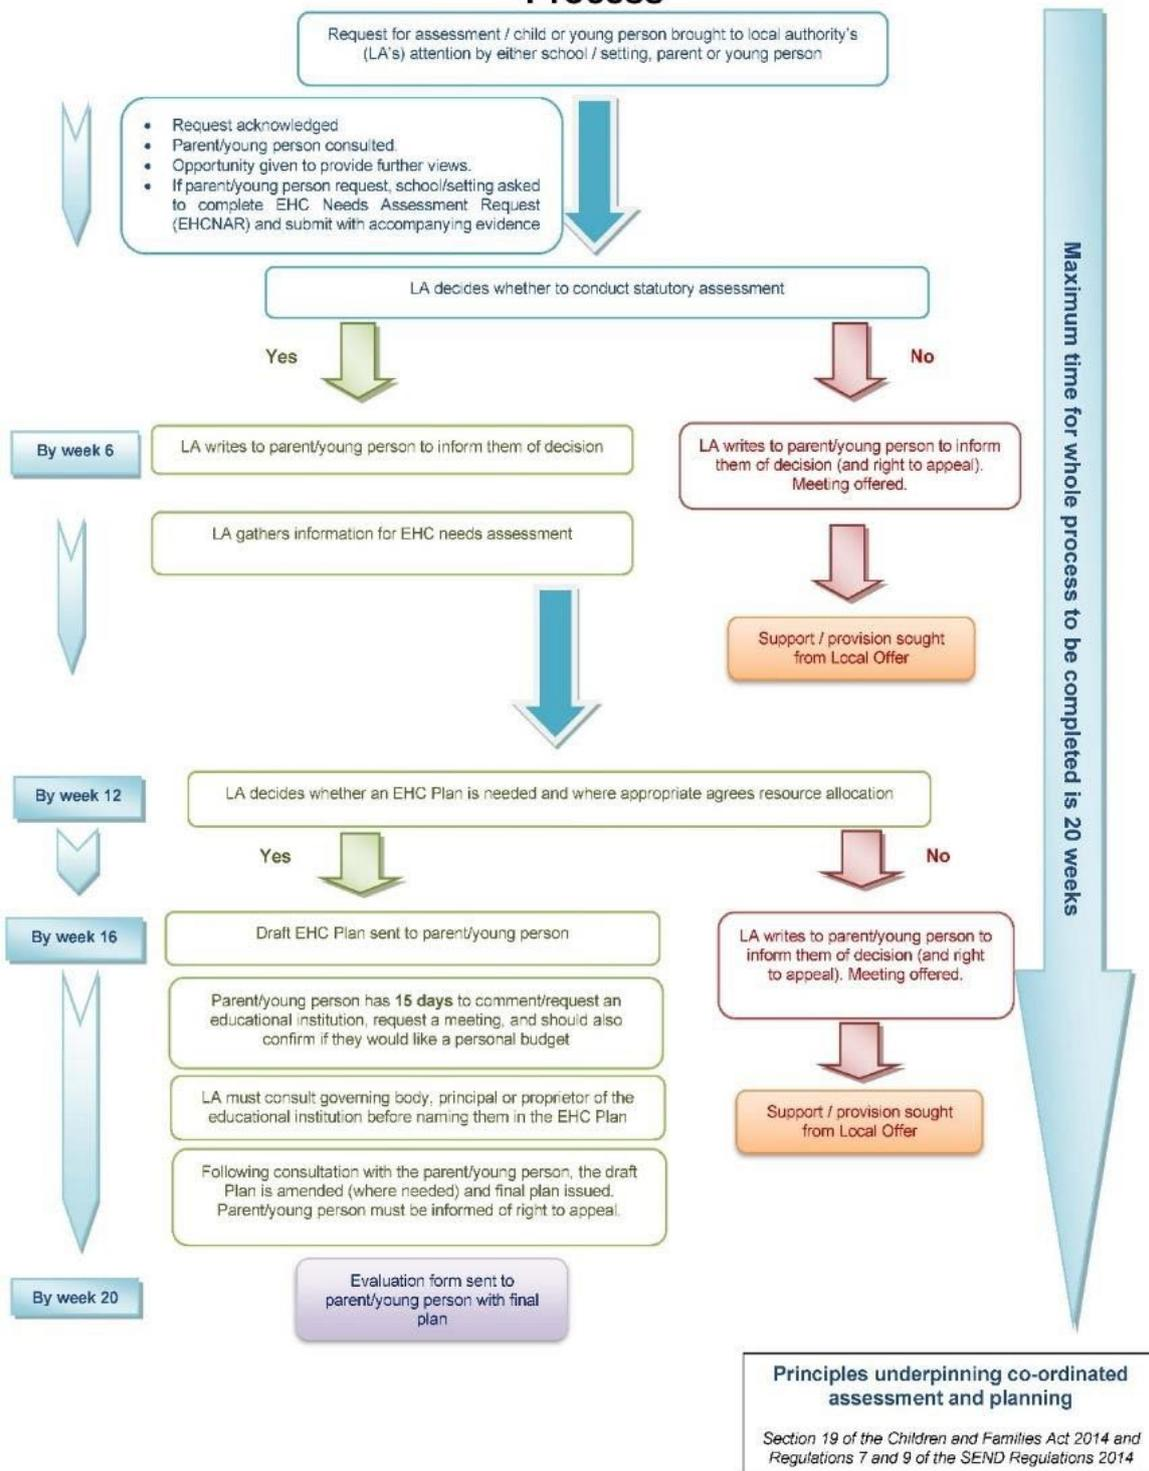 Request for assessment / child or young person brought to local authority's
(LA's) attention by either school / setting, parent or young person
• Request acknowledged
• Parent/young person consulted.
• Opportunity given to provide further views.
• If parent/young person request, school/setting asked
to complete EHC Needs Assessment Request
(EHCNAR) and submit with accompanying evidence
LA decides whether to conduct statutory assessment
Yes
No
By week 6
LA writes to parent/young person to inform them of decision
LA writes to parent/young person to inform
them of decision (and right to appeal).
Meeting offered.
LA gathers information for EHC needs assessment
Support / provision sought
from Local Offer
By week 12
LA decides whether an EHC Plan is needed and where appropriate agrees resource allocation
Yes
No
By week 16
Draft EHC Plan sent to parent/young person
LA writes to parent/young person to
inform them of decision (and right
to appeal). Meeting offered.
Parent/young person has 15 days to comment/request an
educational institution, request a meeting, and should also
confirm if they would like a personal budget
LA must consult governing body, principal or proprietor of the
educational institution before naming them in the EHC Plan
Support / provision sought
from Local Offer
Following consultation with the parent/young person, the draft
Plan is amended (where needed) and final plan issued.
Parent/young person must be informed of right to appeal.
By week 20
Evaluation form sent to
parent/young person with final
plan
Maximum time for whole process to be completed is 20 weeks
Principles underpinning co-ordinated
assessment and planning
Section 19 of the Children and Families Act 2014 and
Regulations 7 and 9 of the SEND Regulations 2014